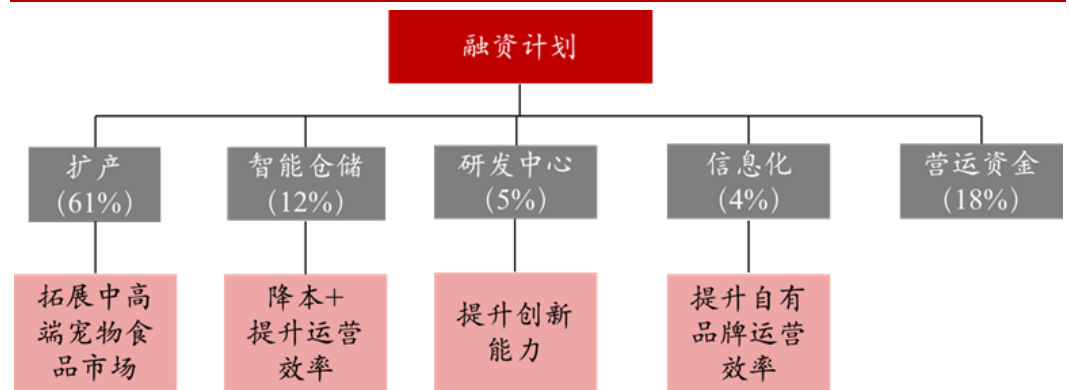 融资计划
扩产
(61%)
智能仓储
(12%)
研发中心
(5%)
信息化
(4%)
营运资金
(18%)
拓展中高
端宠物食
品市场
降本+
提升运营
效率
提升创新
能力
提升自有
品牌运营
效率